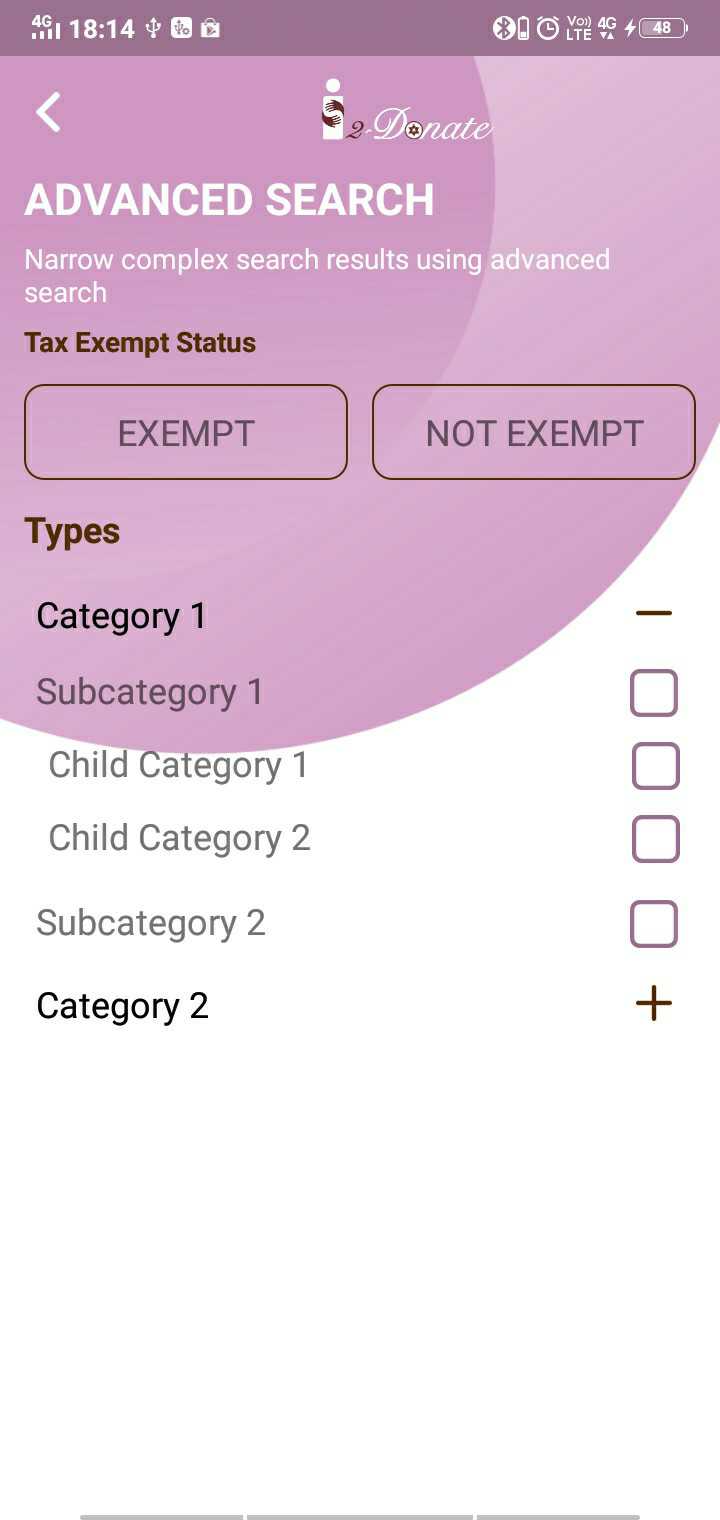 4G 18:14 Vo)) LTE 4G 48
i2-Donate
ADVANCED SEARCH
Narrow complex search results using advanced
search
Tax Exempt Status
EXEMPT NOT EXEMPT
Types
Category 1
Subcategory 1
Child Category 1
Child Category 2
Subcategory 2
Category 2